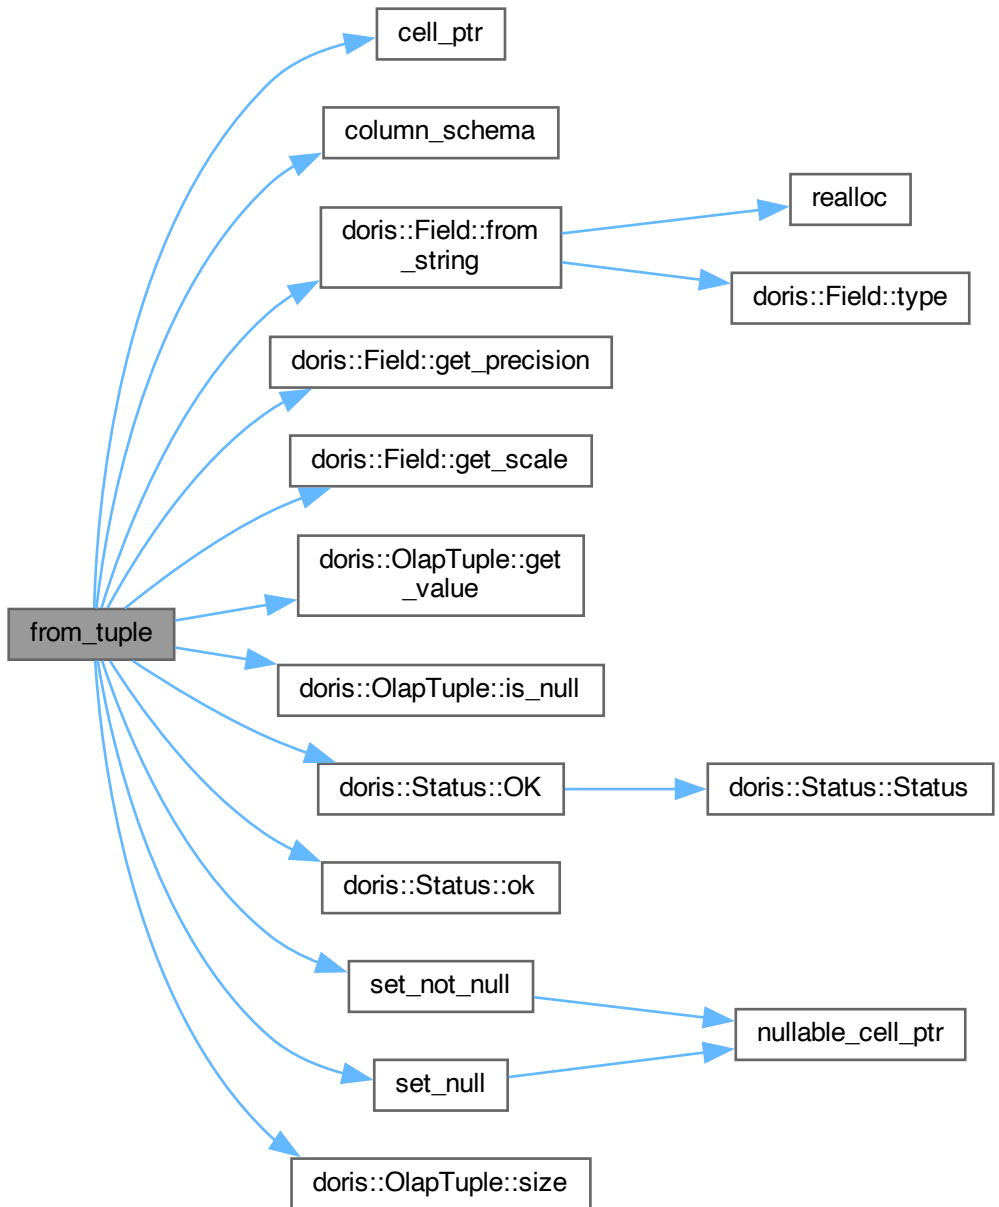 cell_ptr
column_schema
realloc
doris::Field::from
_string
doris::Field::type
doris::Field::get_precision
doris::Field::get_scale
doris::OlapTuple::get
_value
from_tuple
doris::OlapTuple::is_null
doris::Status::OK
doris::Status::Status
doris::Status::ok
set_not_null
nullable_cell_ptr
set_null
doris::OlapTuple::size